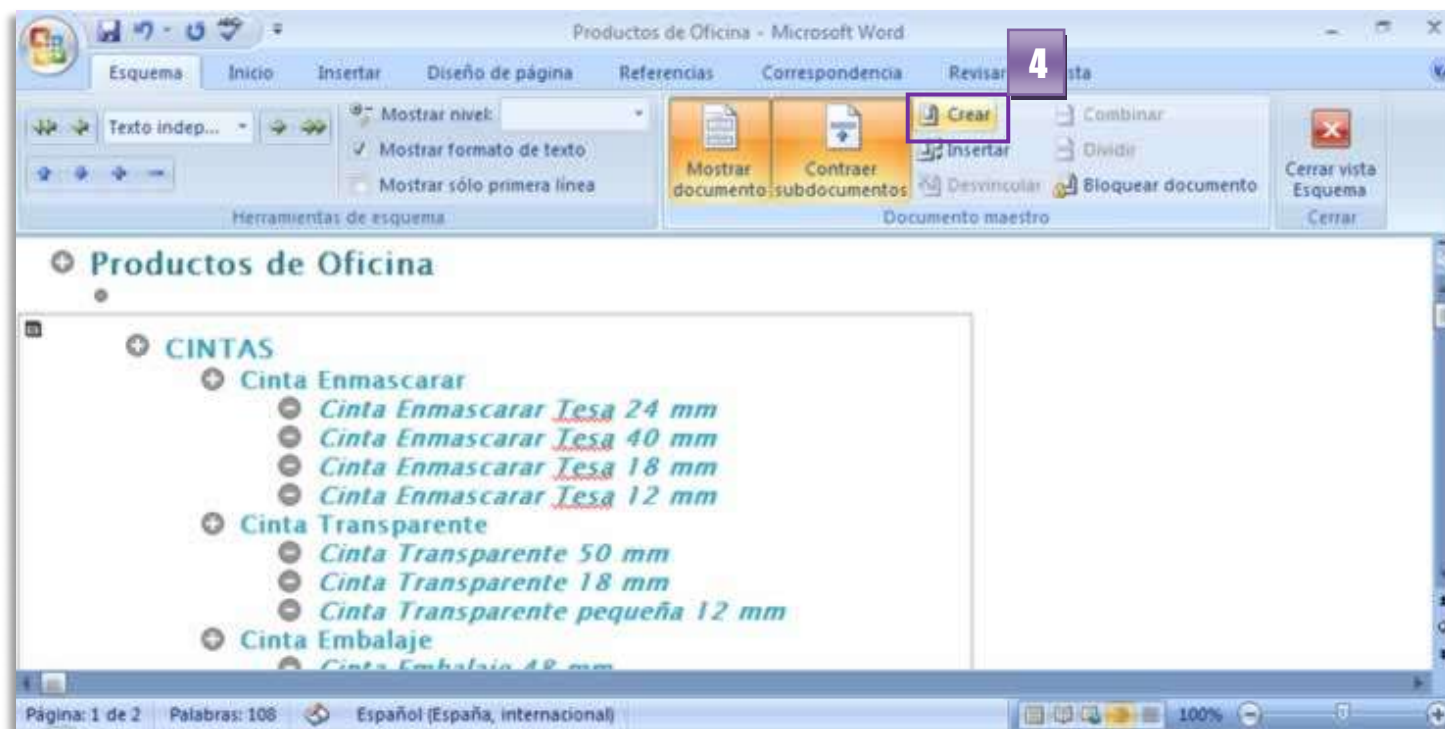 Productos de Oficina - Microsoft Word
Esquema Inicio Insertar Diseño de página Referencias Correspondencia Revisar sta
4
Texto indep...
Mostrar nivel:
Mostrar formato de texto
Mostrar sólo primera línea
Herramientas de esquema
Mostrar documento
Contraer subdocumentos
Crear
Insertar
Desvincular
Combinar
Dividir
Bloquear documento
Documento maestro
Cerrar vista Esquema
Cerrar
Productos de Oficina
CINTAS
Cinta Enmascarar
Cinta Enmascarar Tesa 24 mm
Cinta Enmascarar Tesa 40 mm
Cinta Enmascarar Tesa 18 mm
Cinta Enmascarar Tesa 12 mm
Cinta Transparente
Cinta Transparente 50 mm
Cinta Transparente 18 mm
Cinta Transparente pequeña 12 mm
Cinta Embalaje
Cinta Embalaje 48 mm
Página: 1 de 2 Palabras: 108 Español (España, internacional) 100%